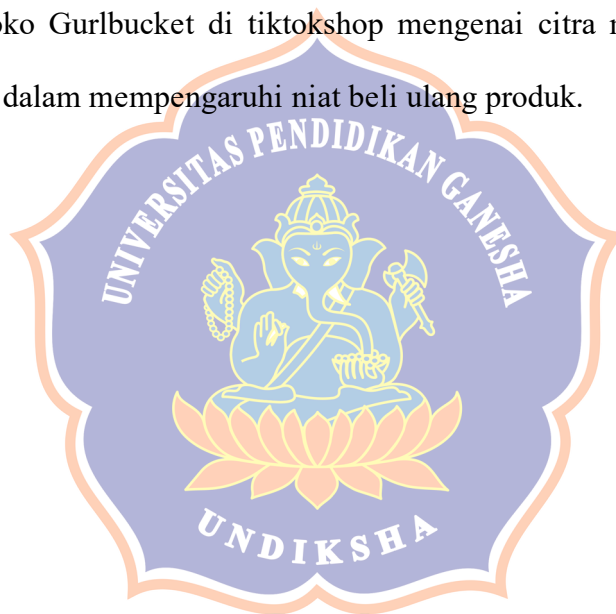 oko Gurlbucket di tiktokshop mengenai citra
dalam mempengaruhi niat beli ulang produk.
UNIVERSITAS PENDIDIKAN GANESHA
UNDIKSHA